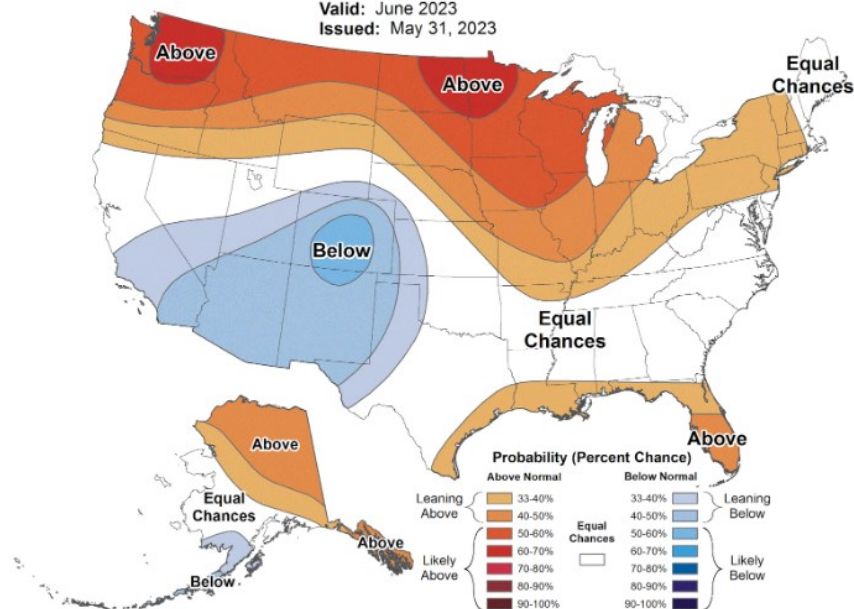 Valid: June 2023
Issued: May 31, 2023
Above
Above
Equal
Chances
Below
Equal
Chances
Above
Above
Equal
Chances
Above
Below
Probability (Percent Chance)
Above Normal
Below Normal
Leaning
Above
33-40%
40-50%
Likely
Above
50-60%
60-70%
70-80%
80-90%
90-100%
Equal
Chances
33-40%
40-50%
Leaning
Below
50-60%
60-70%
70-80%
80-90%
90-100%
Likely
Below